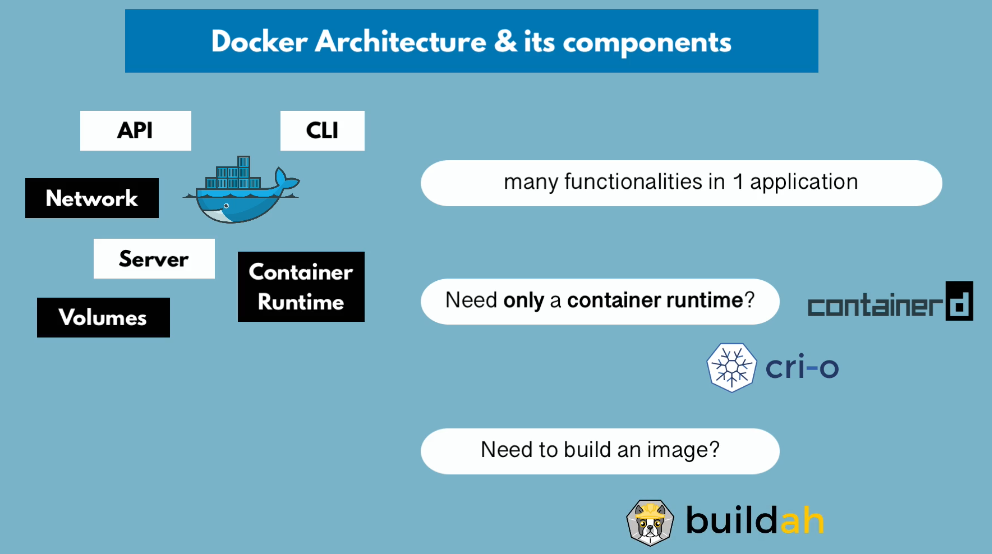 Docker Architecture & its components
API
CLI
Network
Server
Container
Runtime
Volumes
many functionalities in 1 application
Need only a container runtime?
containerd
cri-o
Need to build an image?
buildah